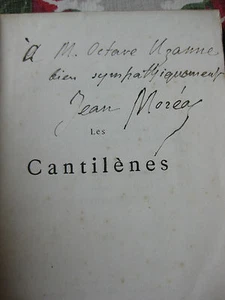 à M. Octave Uzanne,
bien sympathiquement
Jean Moréas
Les
Cantilènes